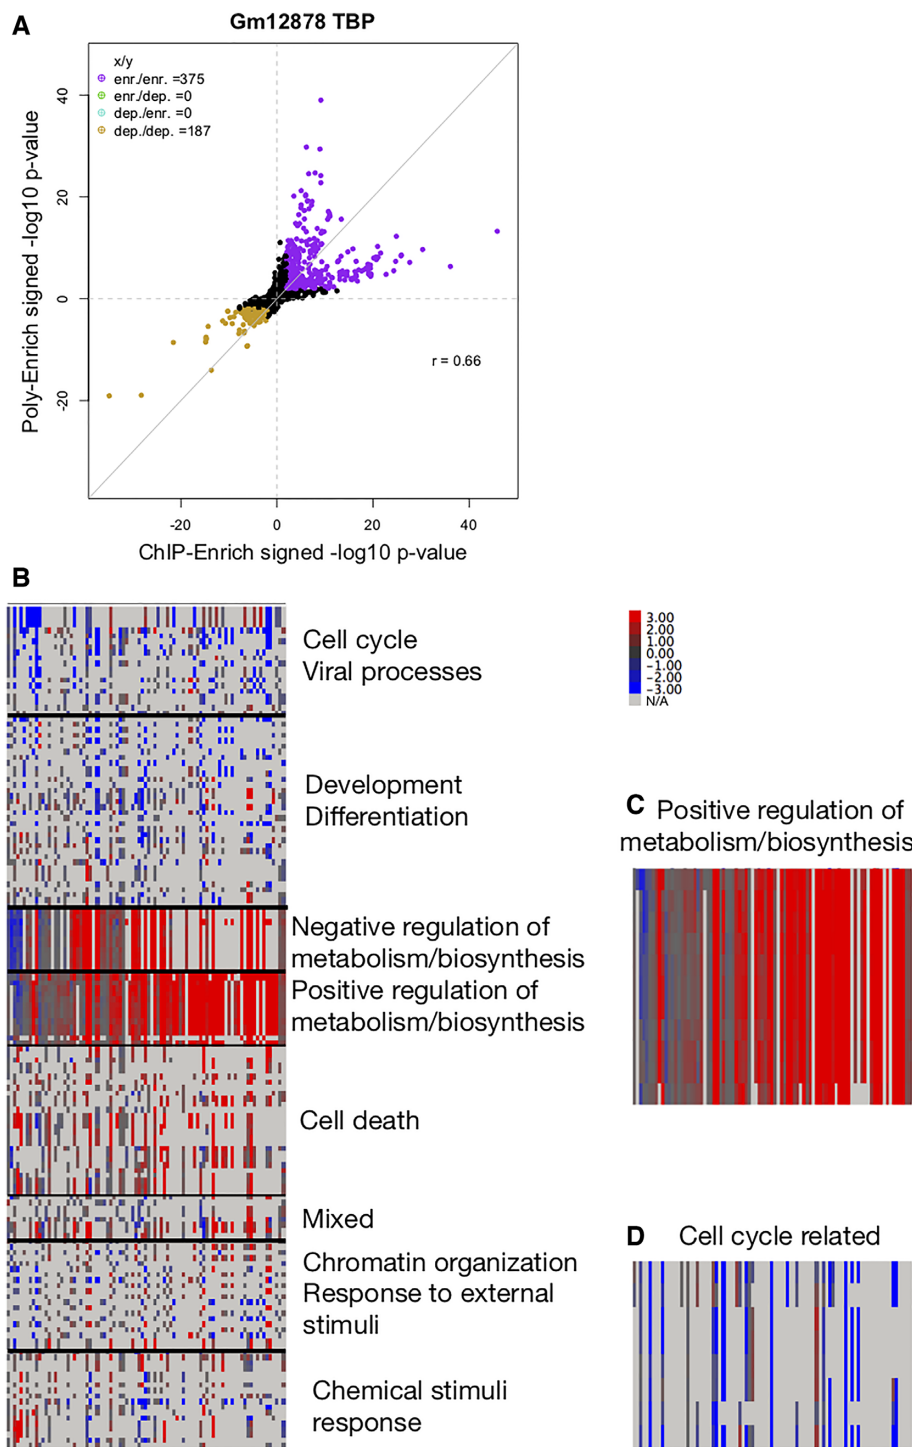 A
Gm12878 TBP
x/y
enr./enr. =375
enr./dep. =0
dep./enr. =0
dep./dep. =187
40
20
0
-20
Poly-Enrich signed -log10 p-value
r = 0.66
-20
0
20
40
ChIP-Enrich signed -log10 p-value
B
Cell cycle
Viral processes
Development
Differentiation
Negative regulation of
metabolism/biosynthesis
Positive regulation of
metabolism/biosynthesis
Cell death
Mixed
Chromatin organization
Response to external
stimuli
Chemical stimuli
response
3.00
2.00
1.00
0.00
-1.00
-2.00
-3.00
N/A
C
Positive regulation of
metabolism/biosynthesis
D
Cell cycle related